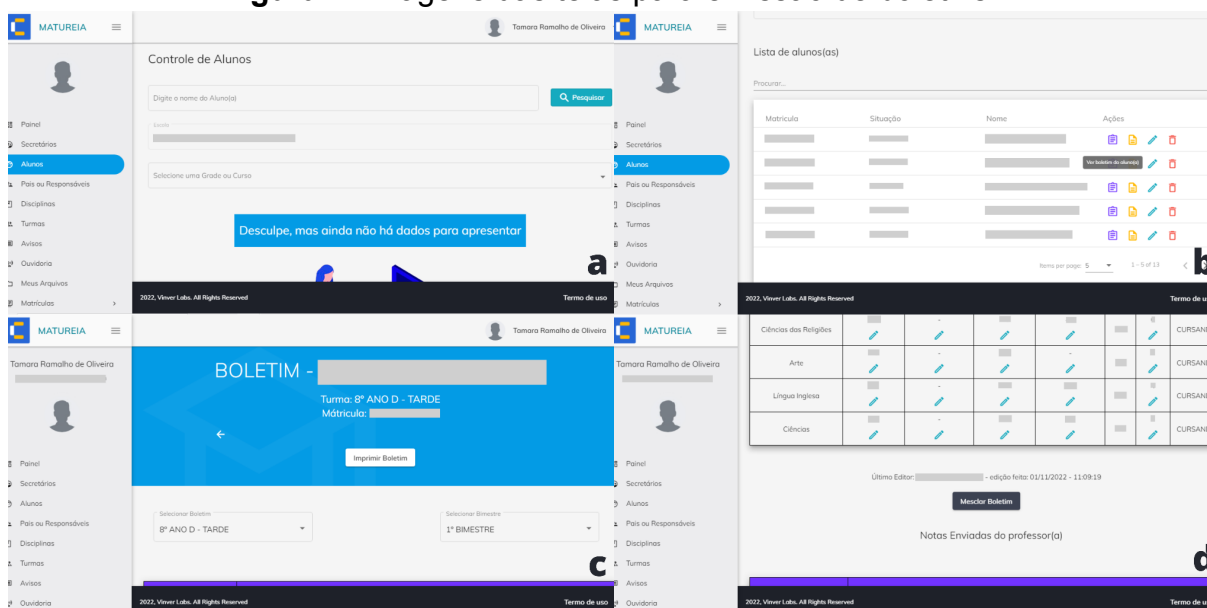 MATUREIA
Tamara Ramalho de Oliveira
Controle de Alunos
Digite o nome do Aluno(a)
Pesquisar
Escola
Selecione uma Grade ou Curso
Desculpe, mas ainda não há dados para apresentar
Painel
Secretários
Alunos
Pais ou Responsáveis
Disciplinas
Turmas
Avisos
Ouvidoria
Meus Arquivos
Matrículas
a
2022, Vinver Labs. All Rights Reserved
Termo de uso
MATUREIA
Lista de alunos(as)
Procurar...
Matricula Situação Nome Ações
Ver boletim do aluno(a)
Items per page: 5 1 - 5 of 13
Painel
Secretários
Alunos
Pais ou Responsáveis
Disciplinas
Turmas
Avisos
Ouvidoria
Meus Arquivos
Matrículas
b
2022, Vinver Labs. All Rights Reserved
Termo de u
MATUREIA
Tamara Ramalho de Oliveira
Tamara Ramalho de Oliveira
BOLETIM -
Turma: 8º ANO D - TARDE
Mátricula:
Imprimir Boletim
Selecionar Boletim
8º ANO D - TARDE
Selecionar Bimestre
1º BIMESTRE
Painel
Secretários
Alunos
Pais ou Responsáveis
Disciplinas
Turmas
Avisos
Ouvidoria
c
2022, Vinver Labs. All Rights Reserved
Termo de uso
MATUREIA
Tamara Ramalho de Oliveira
Ciências das Religiões - CURSAN
Arte - - CURSAN
Língua Inglesa - CURSAN
Ciências - CURSAN
Último Editor: - edição feita: 01/11/2022 - 11:09:19
Mesclar Boletim
Notas Enviadas do professor(a)
Painel
Secretários
Alunos
Pais ou Responsáveis
Disciplinas
Turmas
Avisos
Ouvidoria
d
2022, Vinver Labs. All Rights Reserved
Termo de u